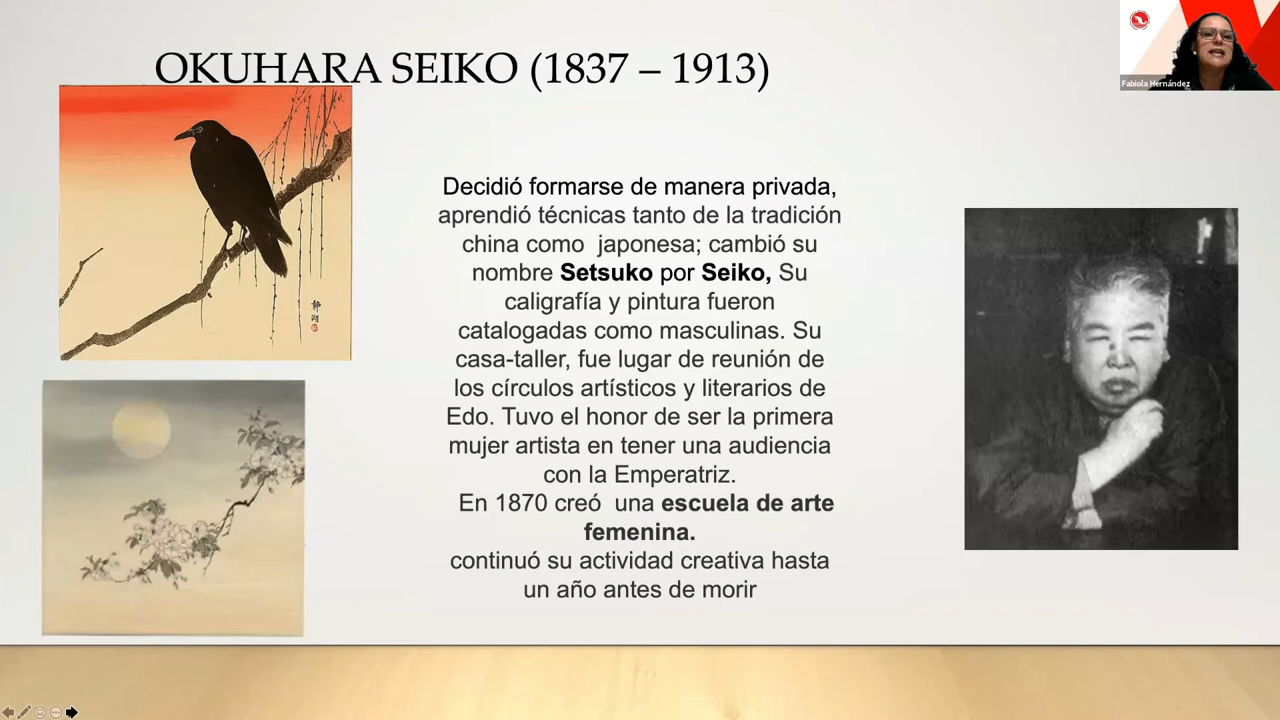 OKUHARA SEIKO (1837 – 1913)
Fabiola Hernández
Decidió formarse de manera privada,
aprendió técnicas tanto de la tradición
china como japonesa; cambió su
nombre Setsuko por Seiko, Su
caligrafía y pintura fueron
catalogadas como masculinas. Su
casa-taller, fue lugar de reunión de
los círculos artísticos y literarios de
Edo. Tuvo el honor de ser la primera
mujer artista en tener una audiencia
con la Emperatriz.
En 1870 creó una escuela de arte
femenina.
continuó su actividad creativa hasta
un año antes de morir